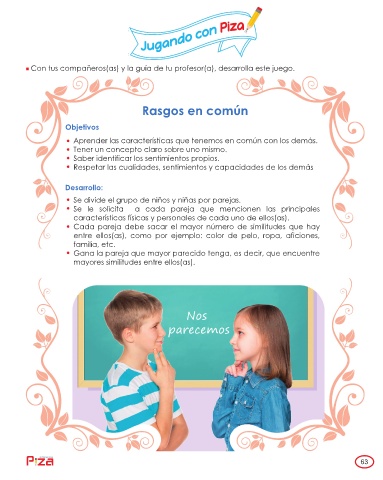 Jugando con Piza
• Con tus compañeros(as) y la guía de tu profesor(a), desarrolla este juego.
Rasgos en común
Objetivos
• Aprender las características que tenemos en común con los demás.
• Tener un concepto claro sobre uno mismo.
• Saber identificar los sentimientos propios.
• Respetar las cualidades, sentimientos y capacidades de los demás
Desarrollo:
• Se divide el grupo de niños y niñas por parejas.
• Se le solicita a cada pareja que mencionen las principales
características físicas y personales de cada uno de ellos(as).
• Cada pareja debe sacar el mayor número de similitudes que hay
entre ellos(as), como por ejemplo: color de pelo, ropa, aficiones,
familia, etc.
• Gana la pareja que mayor parecido tenga, es decir, que encuentre
mayores similitudes entre ellos(as).
Nos
parecemos
Piza
63